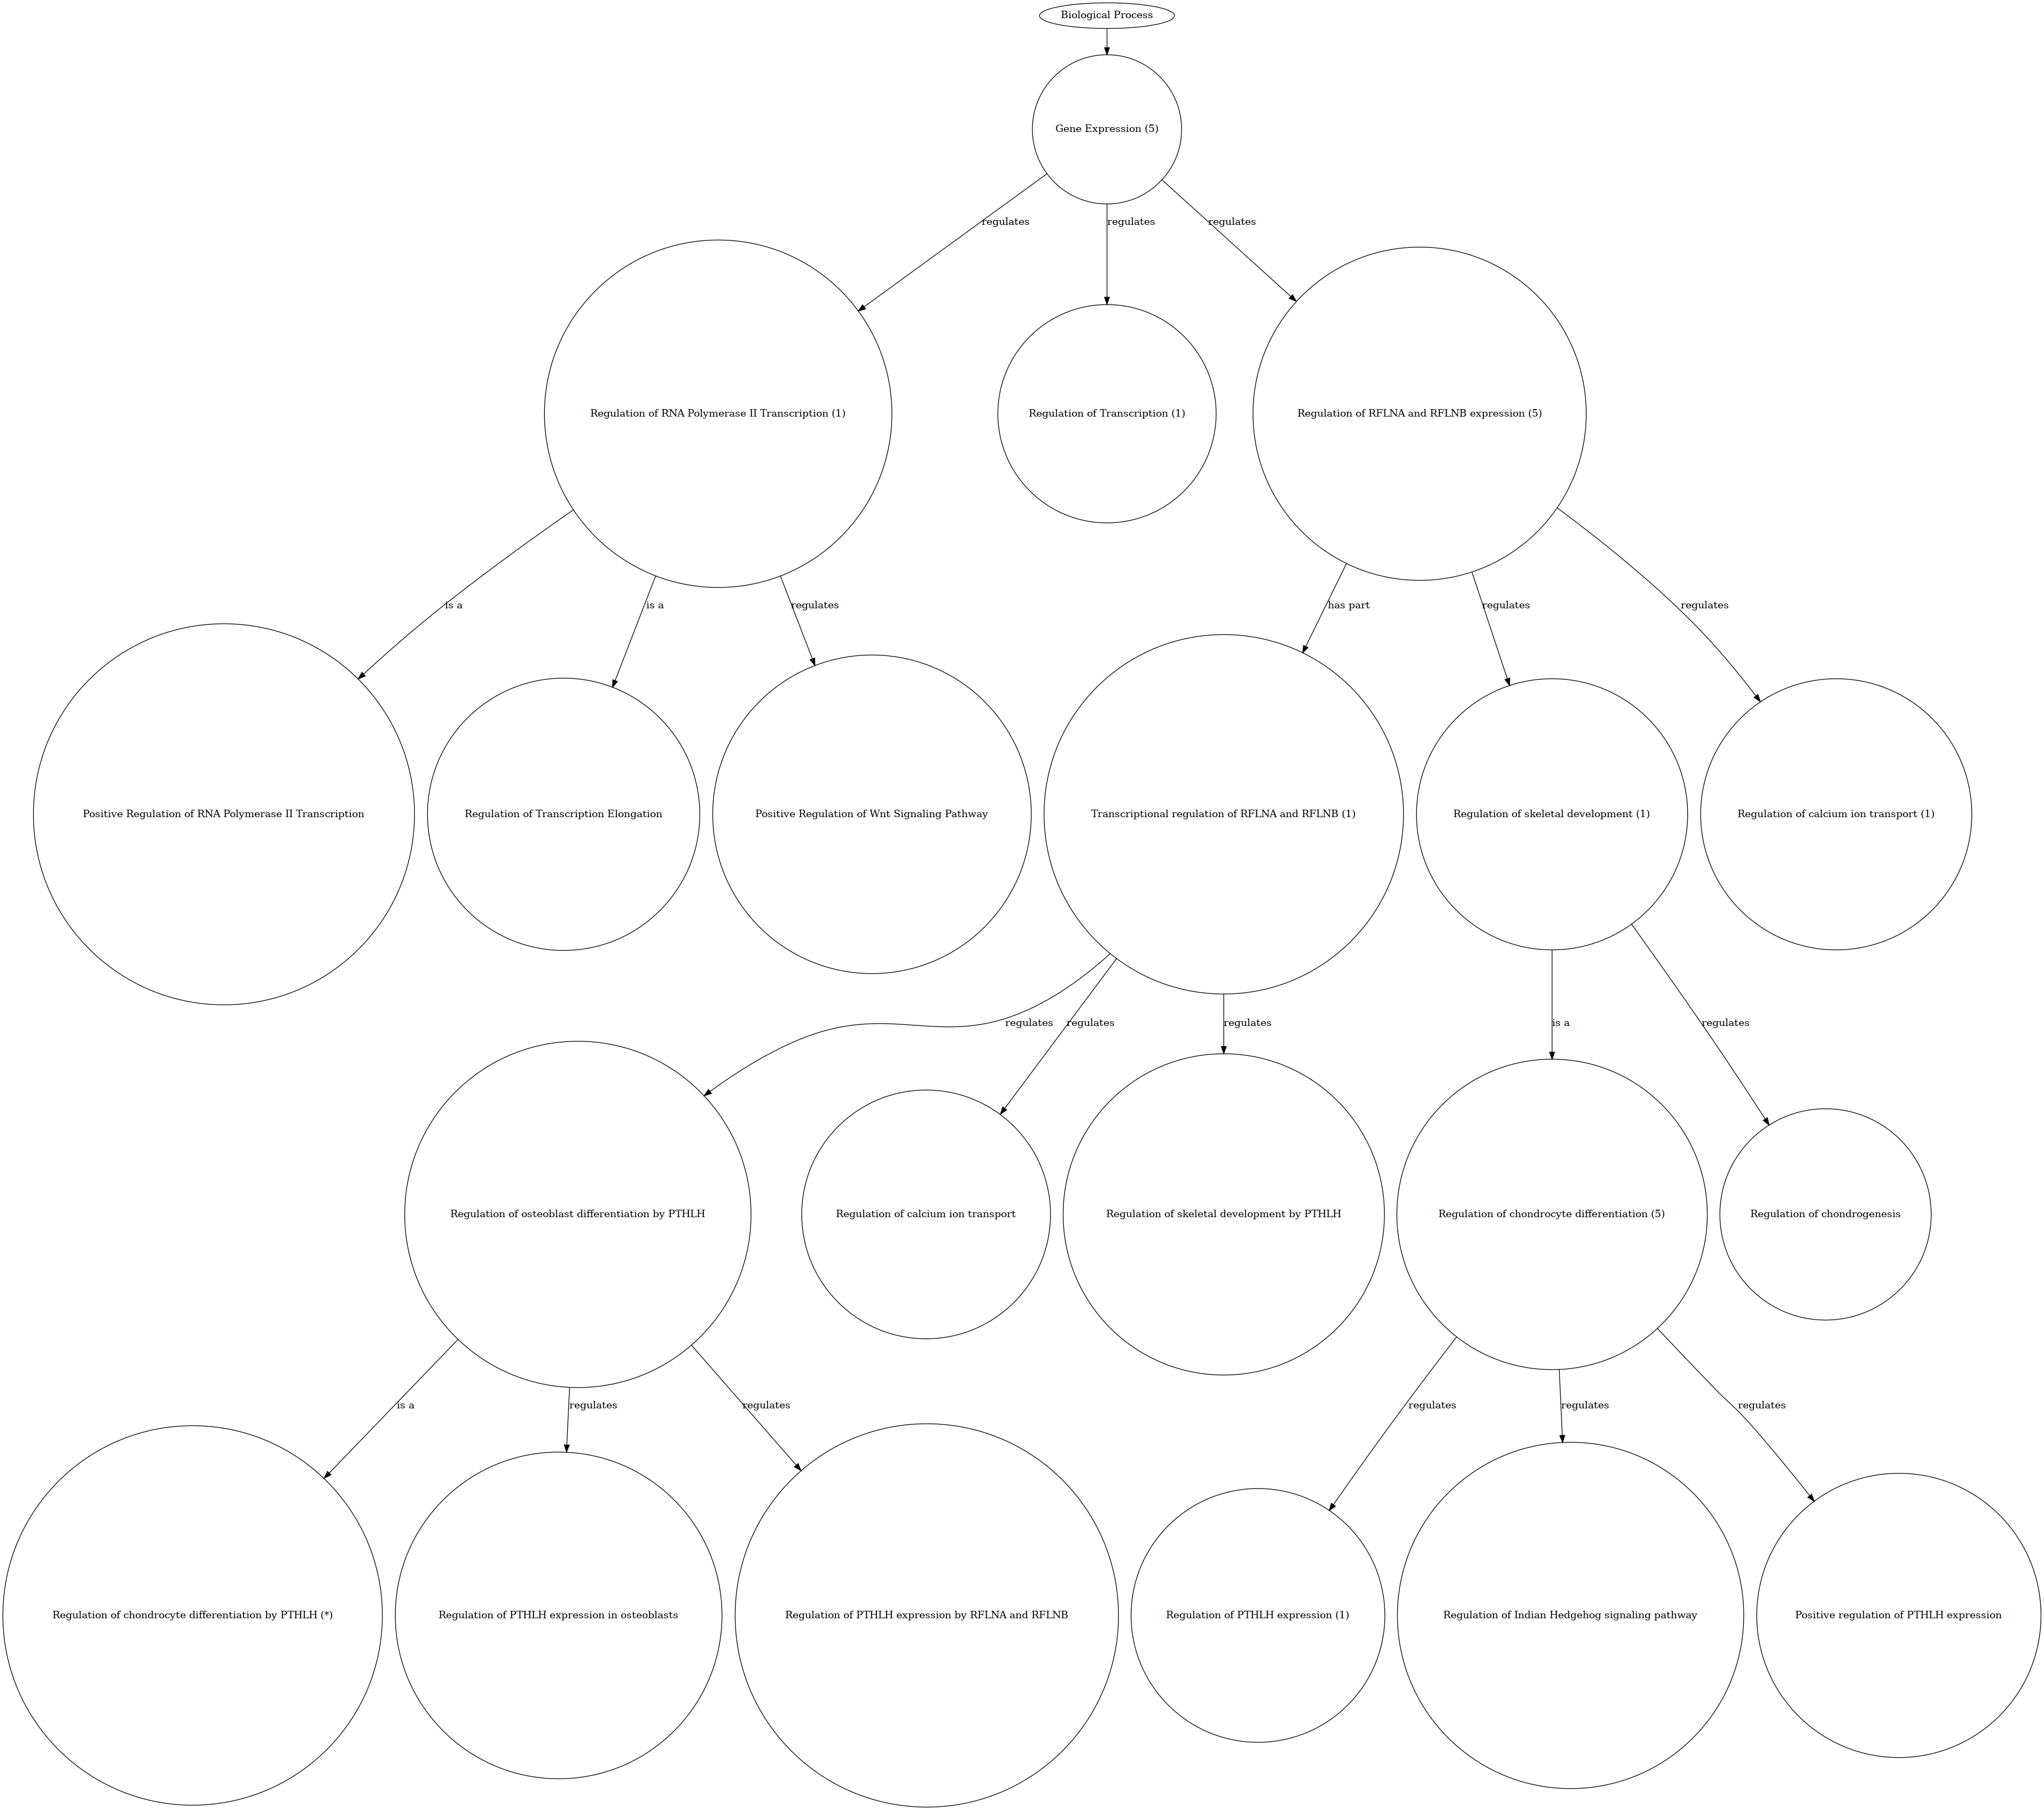 Biological Process
Gene Expression (5)
regulates
regulates
regulates
Regulation of RNA Polymerase II Transcription (1)
Regulation of Transcription (1)
Regulation of RFLNA and RFLNB expression (5)
is a
is a
regulates
has part
regulates
regulates
Positive Regulation of RNA Polymerase II Transcription
Regulation of Transcription Elongation
Positive Regulation of Wnt Signaling Pathway
Transcriptional regulation of RFLNA and RFLNB (1)
Regulation of skeletal development (1)
Regulation of calcium ion transport (1)
regulates
regulates
regulates
is a
regulates
Regulation of osteoblast differentiation by PTHLH
Regulation of calcium ion transport
Regulation of skeletal development by PTHLH
Regulation of chondrocyte differentiation (5)
Regulation of chondrogenesis
is a
regulates
regulates
regulates
regulates
regulates
Regulation of chondrocyte differentiation by PTHLH (*)
Regulation of PTHLH expression in osteoblasts
Regulation of PTHLH expression by RFLNA and RFLNB
Regulation of PTHLH expression (1)
Regulation of Indian Hedgehog signaling pathway
Positive regulation of PTHLH expression